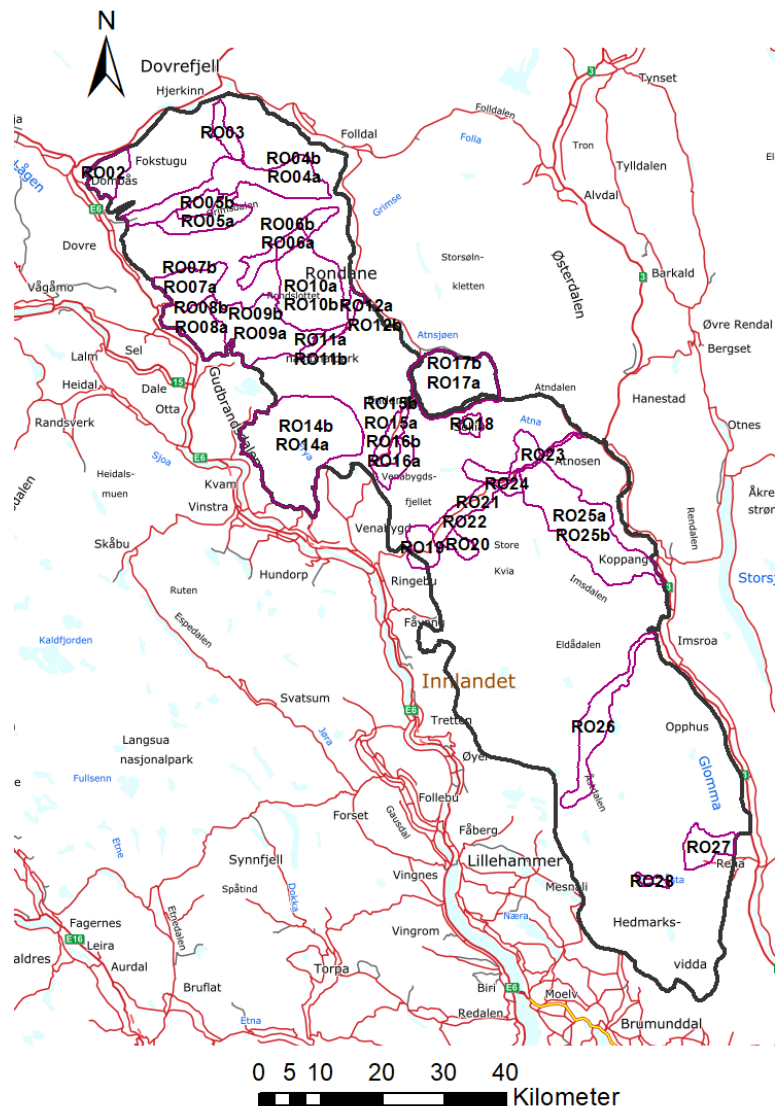 N
Dovrefjell
Hjerkinn
Tynset
Folldalen
Folldal
Folla
Tron
Tylldalen
RO03
Fokstugu
RO04b
RO04a
RO02
Dombås
Alvdal
E6
RO05b
RO05a
Grimse
Dovre
RO06b
RO06a
Storsøln-
kletten
Østerdalen
3
Barkald
Vågåmo
RO07b
RO07a
Rondane
RO10a
RO10b
Rondslottet
RO08b
RO08a
RO09b
RO09a
RO12a
RO12b
Øvre Rendal
Bergset
Atnsjøen
RO11a
RO11b
Sel
Lalm
Heidal
15
Dale
Otta
Gudbrandsdalen
RO17b
RO17a
Atndalen
Hanestad
Otnes
Randsverk
RO14b
RO14a
RO15b
RO15a
RO16b
RO16a
RO18
Atna
RO23
Atnosen
Sjoa
E6
Heidals-
muen
Kvam
Vinstra
Venabygds-
fjellet
RO24
RO21
RO22
RO25a
RO25b
Rendalen
Venabygd
RO19
RO20
Store
Kvia
Koppang
Skåbu
Hundorp
Ringebu
Imsdalen
3
Ruten
Espedalen
Fåvang
Kaldfjorden
Eldådalen
Imsroa
Innlandet
Svatsum
E6
Tretten
RO26
Opphus
Jøra
Langsua
nasjonalpark
Øyer
Glomma
3
Fullsenn
Follebu
Forset
Gausdal
Fåberg
Lillehammer
Etne
Synnfjell
Vingnes
RO27
Rena
RO28
Mesnali
Spåtind
Dokka
Næra
Hedmarks-
vidda
Etnedalen
Fagernes
E16
Leira
Aurdal
Vingrom
Torpa
Bruflat
Biri
E6
Moelv
Redalen
Etna
Brumunddal
0 5 10 20 30 40
Kilometer